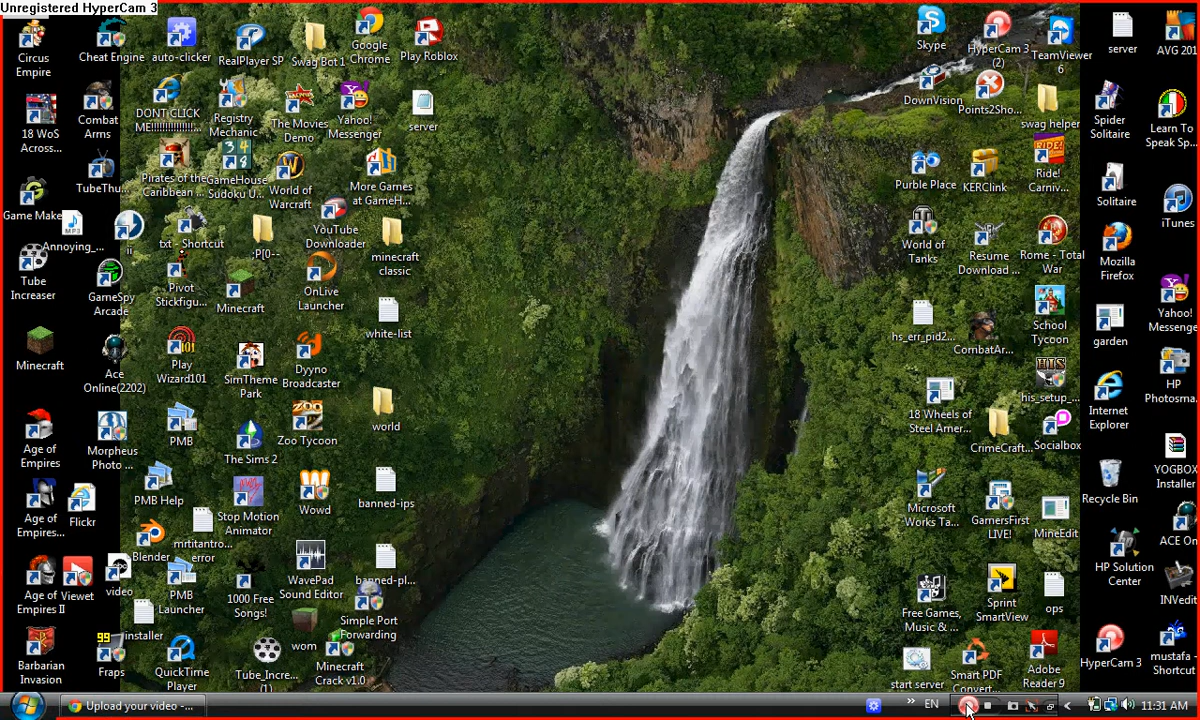 Unregistered HyperCam 3
Circus
Empire
Cheat Engine
auto-clicker
RealPlayer SP
Swag Bot 1
Google
Chrome
Play Roblox
Skype
HyperCam 3
(2)
TeamViewer
6
server
AVG 201
18 WoS
Across...
Combat
Arms
DONT CLICK
Registry
Mechanic
The Movies
Demo
Yahoo!
Messenger
server
DownVision
Points2Sho...
swag helper
Spider
Solitaire
Learn To
Speak Sp...
Game Make
TubeThu...
Pirates of the
Caribbean ...
GameHouse
Sudoku U...
World of
Warcraft
More Games
at GameH...
Purble Place
KERClink
Ride!
Carniv...
Solitaire
iTunes
Annoying_...
ii
txt - Shortcut
:P[0--
YouTube
Downloader
minecraft
classic
World of
Tanks
Resume
Download ...
Rome - Total
War
Mozilla
Firefox
Tube
Increaser
GameSpy
Arcade
Pivot
Stickfigu...
Minecraft
OnLive
Launcher
white-list
hs_err_pid2...
CombatAr...
School
Tycoon
garden
Yahoo!
Messenge
Minecraft
Ace
Online(2202)
Play
Wizard101
SimTheme
Park
Dyyno
Broadcaster
world
18 Wheels of
Steel Amer...
CrimeCraft...
his_setup_...
Socialbox
Internet
Explorer
HP
Photosma
Age of
Empires
Morpheus
Photo ...
PMB
The Sims 2
Zoo Tycoon
YOGBOX
Installer
Age of
Empires...
Flickr
PMB Help
mrtitantro...
error
Stop Motion
Animator
Wowd
banned-ips
Microsoft
Works Ta...
GamersFirst
LIVE!
MineEdit
Recycle Bin
ACE On
Age of
Empires II
Viewet
video
Blender
PMB
Launcher
1000 Free
Songs!
WavePad
Sound Editor
banned-pl...
Free Games,
Music & ...
Sprint
SmartView
ops
HP Solution
Center
INVedit
Barbarian
Invasion
99
Fraps
installer
QuickTime
Player
Tube_Incre...
(1)
wom
Minecraft
Crack v1.0
Simple Port
Forwarding
start server
Smart PDF
Convert...
Adobe
Reader 9
HyperCam 3
mustafa -
Shortcut
Upload your video -...
EN
11:31 AM